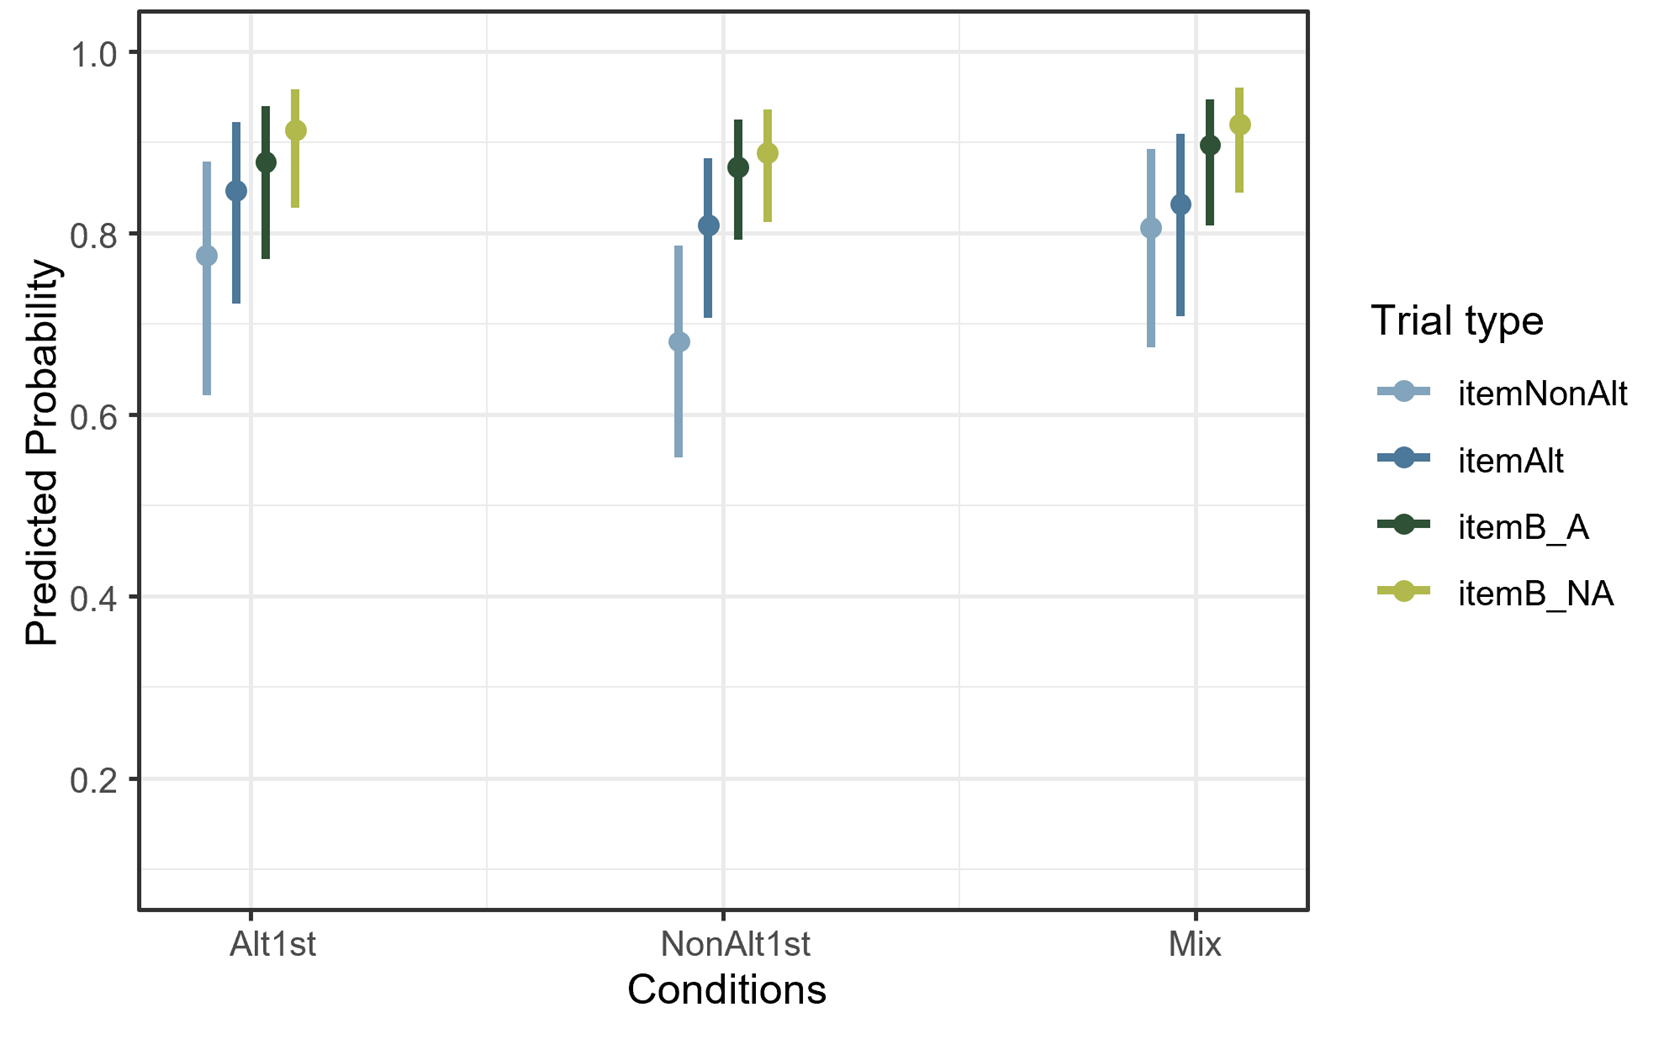 Predicted Probability
1.0
0.8
0.6
0.4
0.2
Alt1st NonAlt1st Mix
Conditions
Trial type
itemNonAlt
itemAlt
itemB_A
itemB_NA